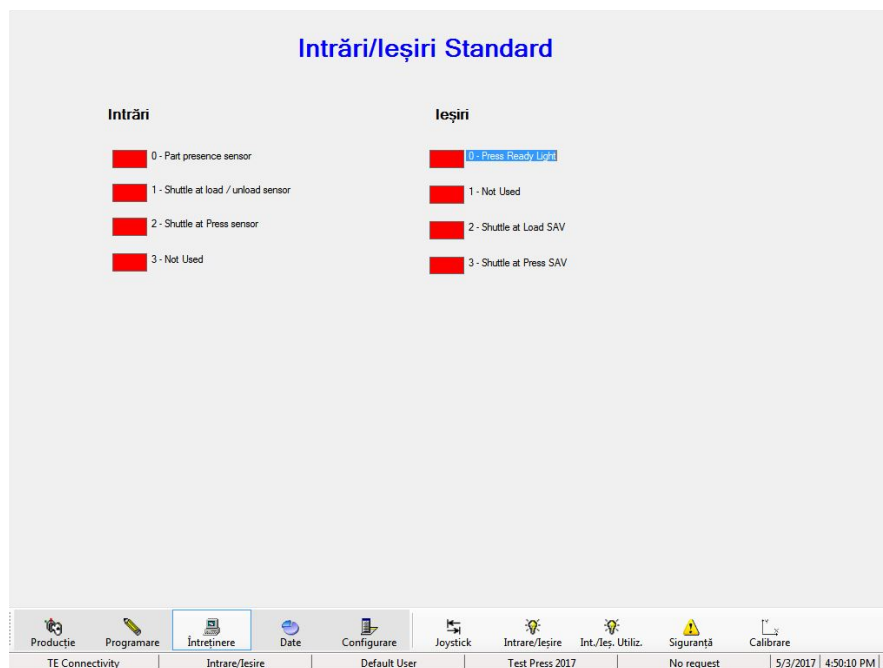 Intrări/Ieșiri Standard
Intrări
Ieșiri
0 - Part presence sensor
0 - Press Ready Light
1 - Shuttle at load / unload sensor
1 - Not Used
2 - Shuttle at Press sensor
2 - Shuttle at Load SAV
3 - Not Used
3 - Shuttle at Press SAV
Producție Programare Întreținere Date Configurare Joystick Intrare/Ieșire Int./Ieș. Utiliz. Siguranță Calibrare
TE Connectivity Intrare/Iesire Default User Test Press 2017 No request 5/3/2017 4:50:10 PM